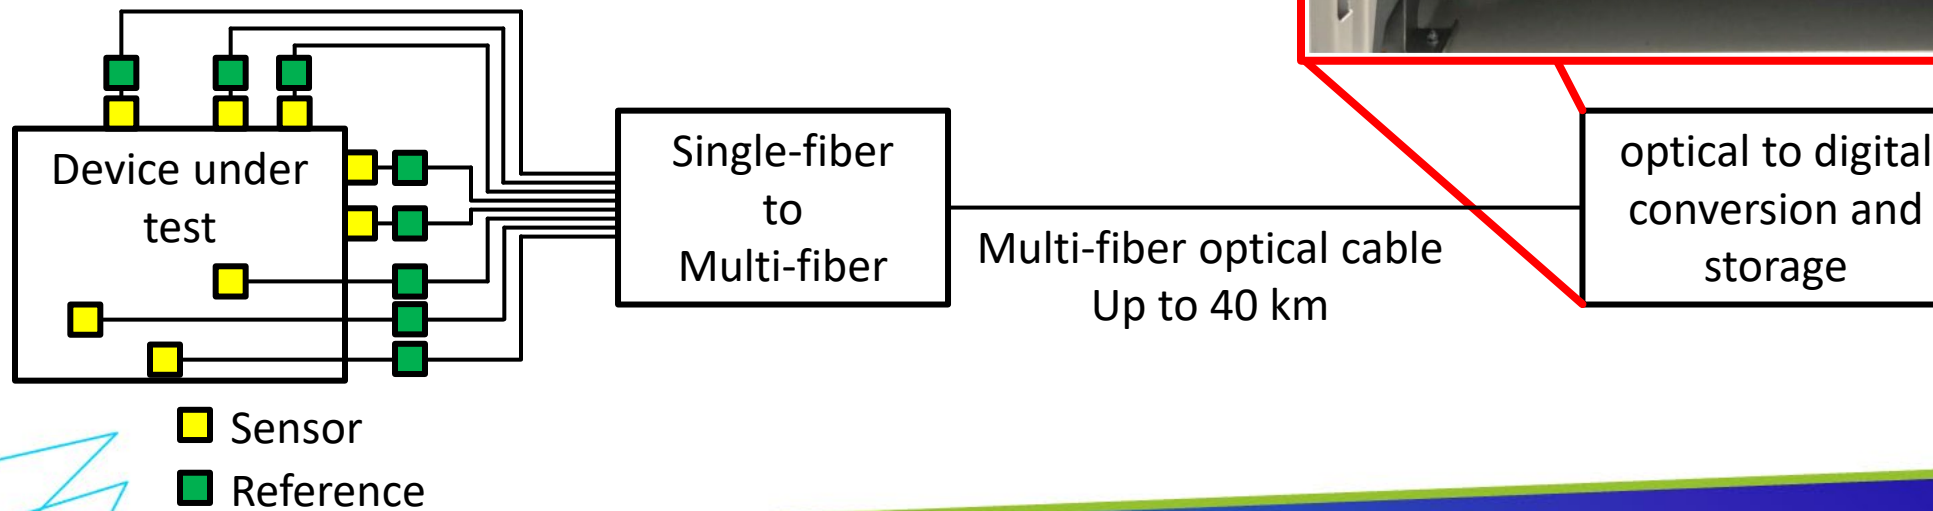 Device under
test
Single-fiber
to
Multi-fiber
Multi-fiber optical cable
Up to 40 km
optical to digital
conversion and
storage
Sensor
Reference